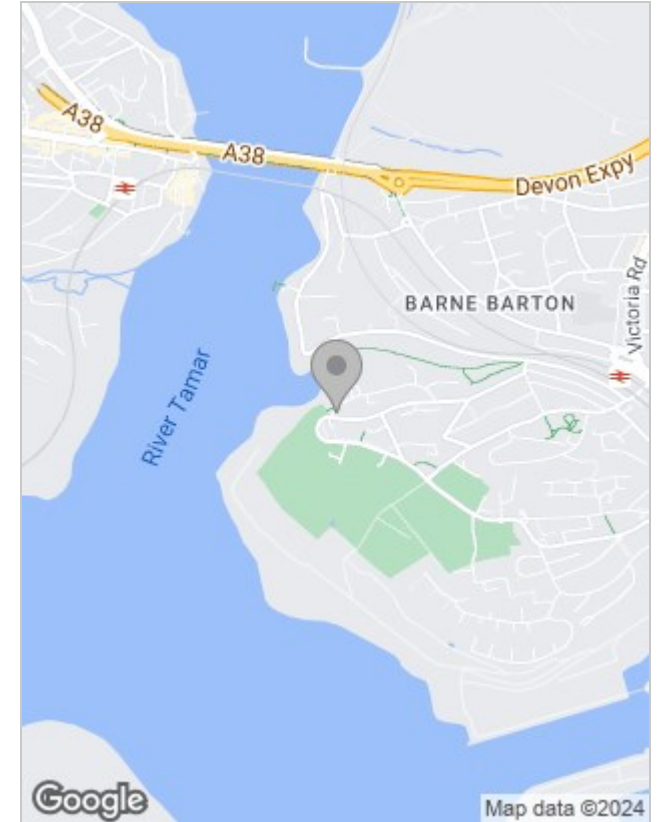 A38
A38
Devon Expy
Victoria Rd
BARNE BARTON
River Tamar
Google
Map data ©2024